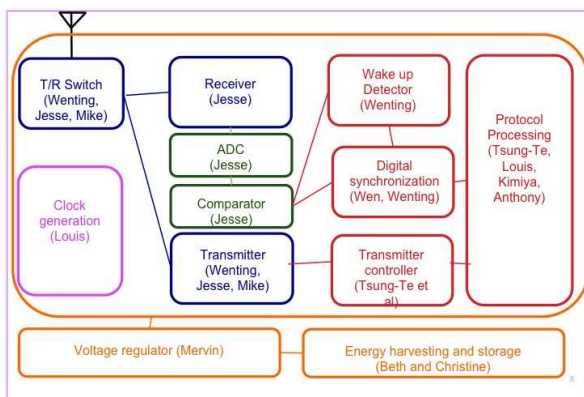 T/R Switch
(Wenting,
Jesse, Mike)
Receiver
(Jesse)
Wake up
Detector
(Wenting)
Protocol
Processing
(Tsung-Te,
Louis,
Kimiya,
Anthony)
ADC
(Jesse)
Clock
generation
(Louis)
Comparator
(Jesse)
Digital
synchronization
(Wen, Wenting)
Transmitter
(Wenting,
Jesse, Mike)
Transmitter
controller
(Tsung-Te et
al)
Voltage regulator (Mervin)
Energy harvesting and storage
(Beth and Christine)